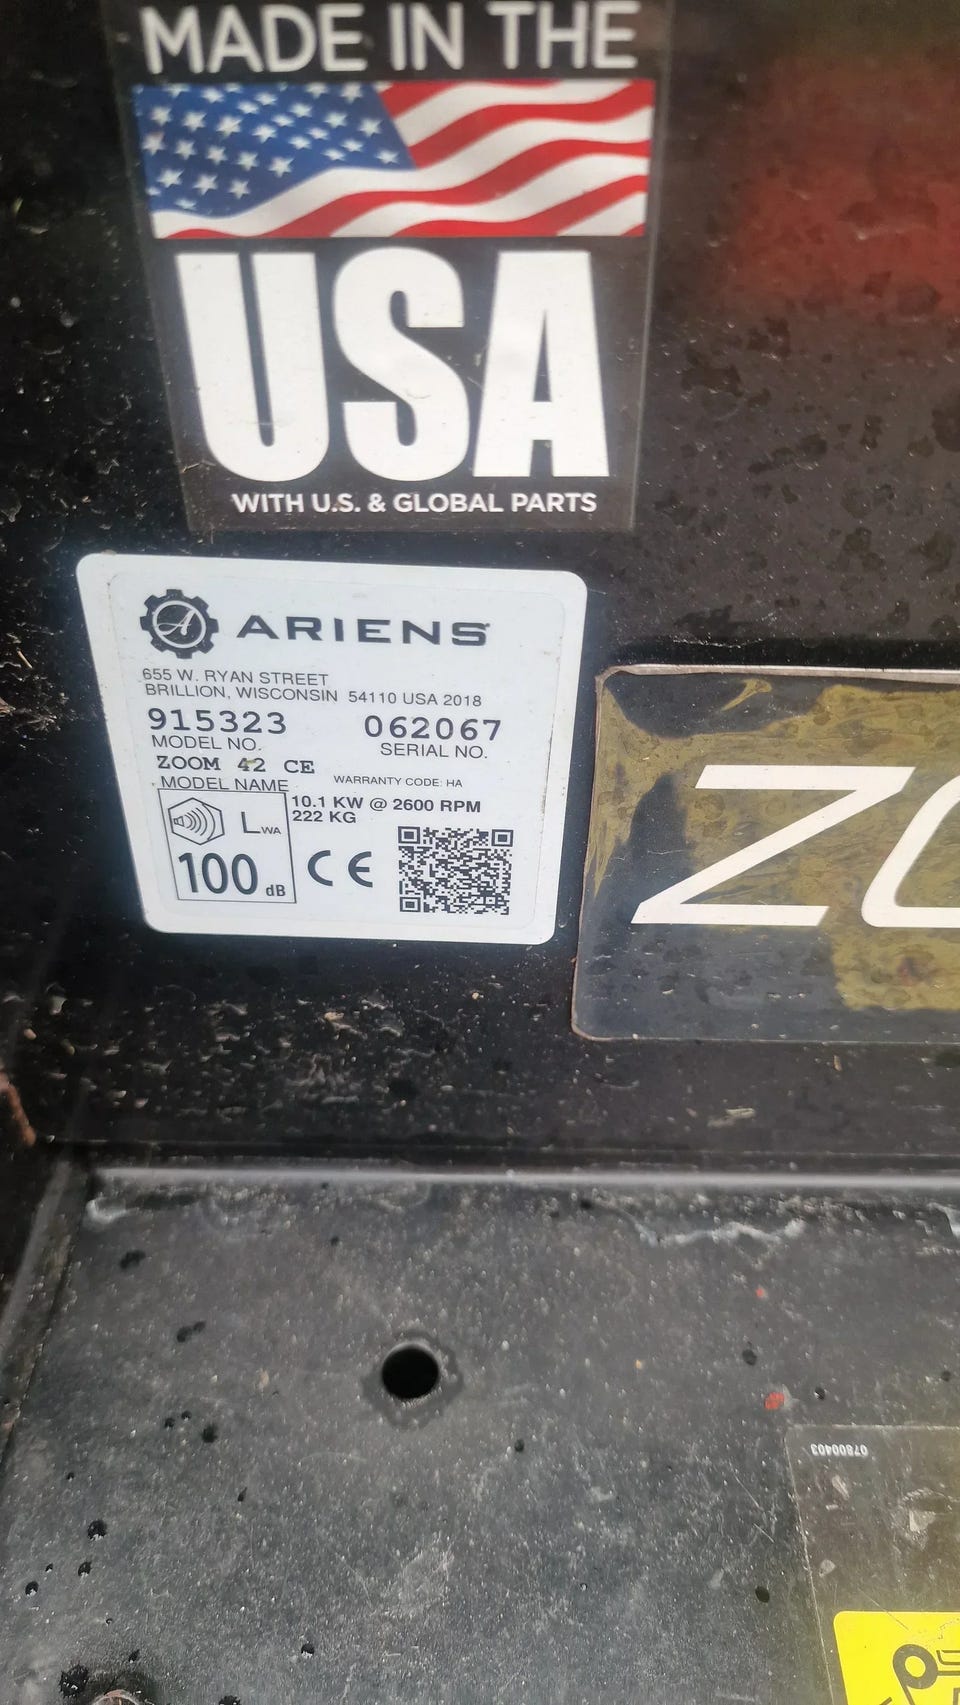 MADE IN THE
USA
WITH U.S. & GLOBAL PARTS
ARIENS
655 W. RYAN STREET
BRILLION, WISCONSIN 54110 USA 2018
915323 062067
MODEL NO. SERIAL NO.
ZOOM 42 CE
MODEL NAME WARRANTY CODE: HA
10.1 KW @ 2600 RPM
222 KG
LWA
100 dB
CE
ZO
07800403